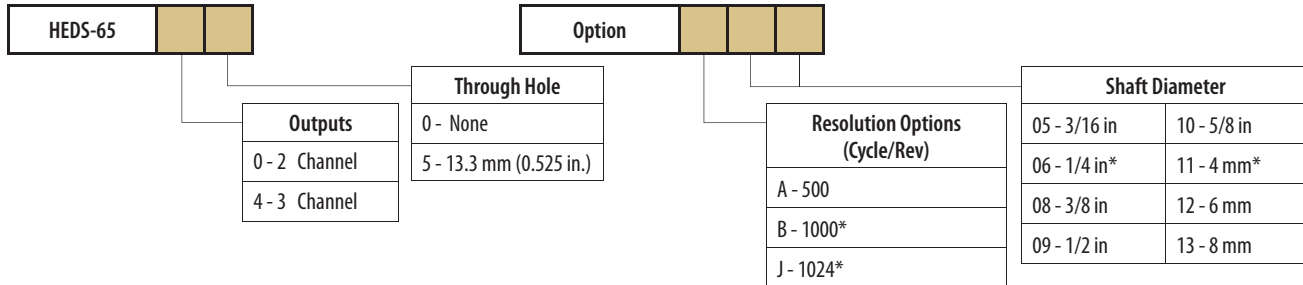 HEDS-65
Option
Through Hole
0 - None
5 - 13.3 mm (0.525 in.)
Outputs
0 - 2 Channel
4 - 3 Channel
Resolution Options
(Cycle/Rev)
A - 500
B - 1000*
J - 1024*
Shaft Diameter
05 - 3/16 in 10 - 5/8 in
06 - 1/4 in* 11 - 4 mm*
08 - 3/8 in 12 - 6 mm
09 - 1/2 in 13 - 8 mm